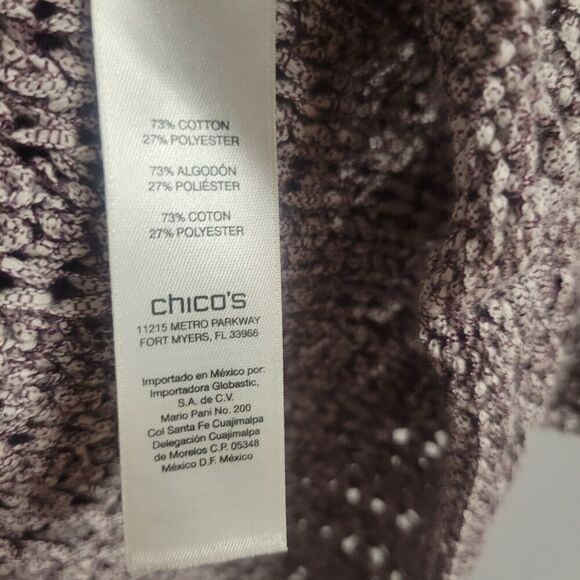 73% COTTON
27% POLYESTER
73% ALGODÓN
27% POLIÉSTER
73% COTON
27% POLYESTER
chico's
11215 METRO PARKWAY
FORT MYERS, FL 33966
Importado en México por:
Importadora Globastic,
S.A. de C.V.
Mario Pani No. 200
Col Santa Fe Cuajimalpa
Delegación Cuajimalpa
de Morelos C.P. 05348
México D.F. México